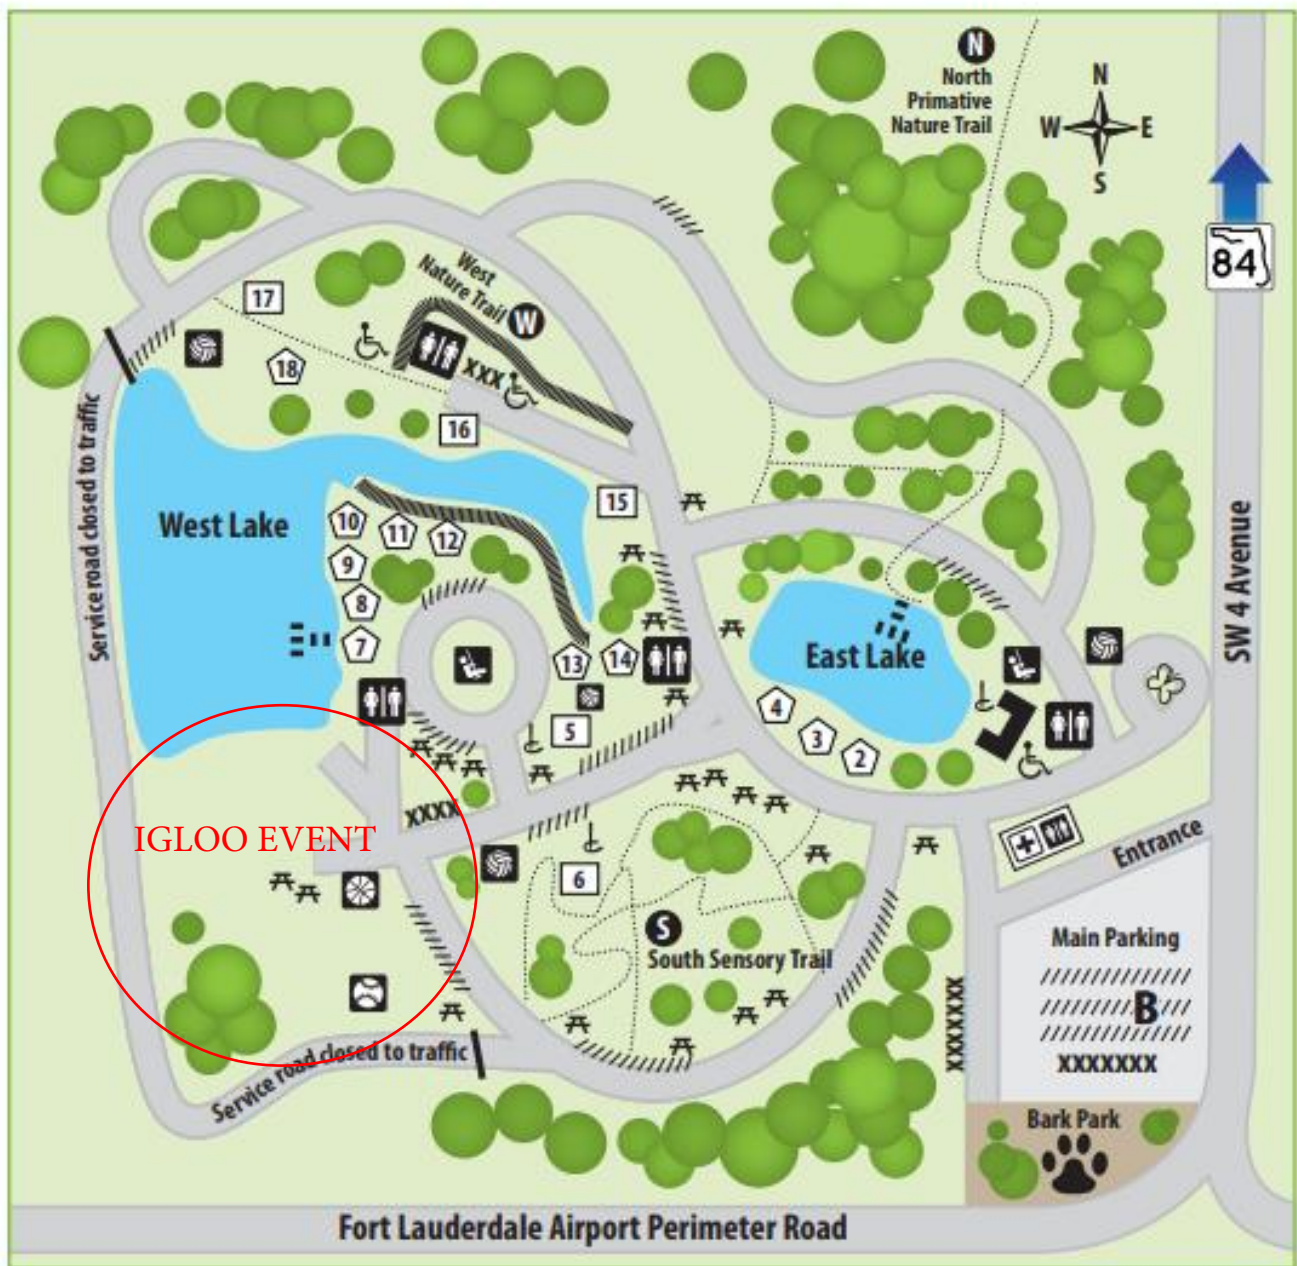 N
North
Primative
Nature Trail
N
W
E
S
84
West
Nature Trail
W
17
18
XXX
16
15
Service road closed to traffic
West Lake
10
11
12
9
8
7
13
14
5
East Lake
4
3
2
SW 4 Avenue
XXXX
IGLOO EVENT
6
S
South Sensory Trail
Entrance
Main Parking
B
XXXXXXX
XXXXXXX
Service road closed to traffic
Bark Park
Fort Lauderdale Airport Perimeter Road